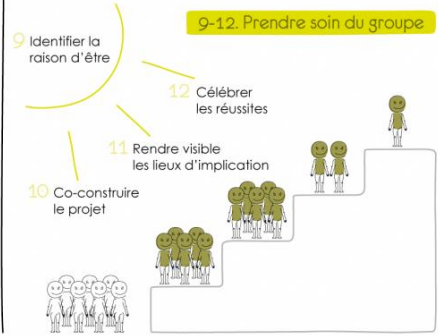 9-12. Prendre soin du groupe
9 Identifier la
raison d'être
12 Célébrer
les réussites
11 Rendre visible
les lieux d'implication
10 Co-construire
le projet